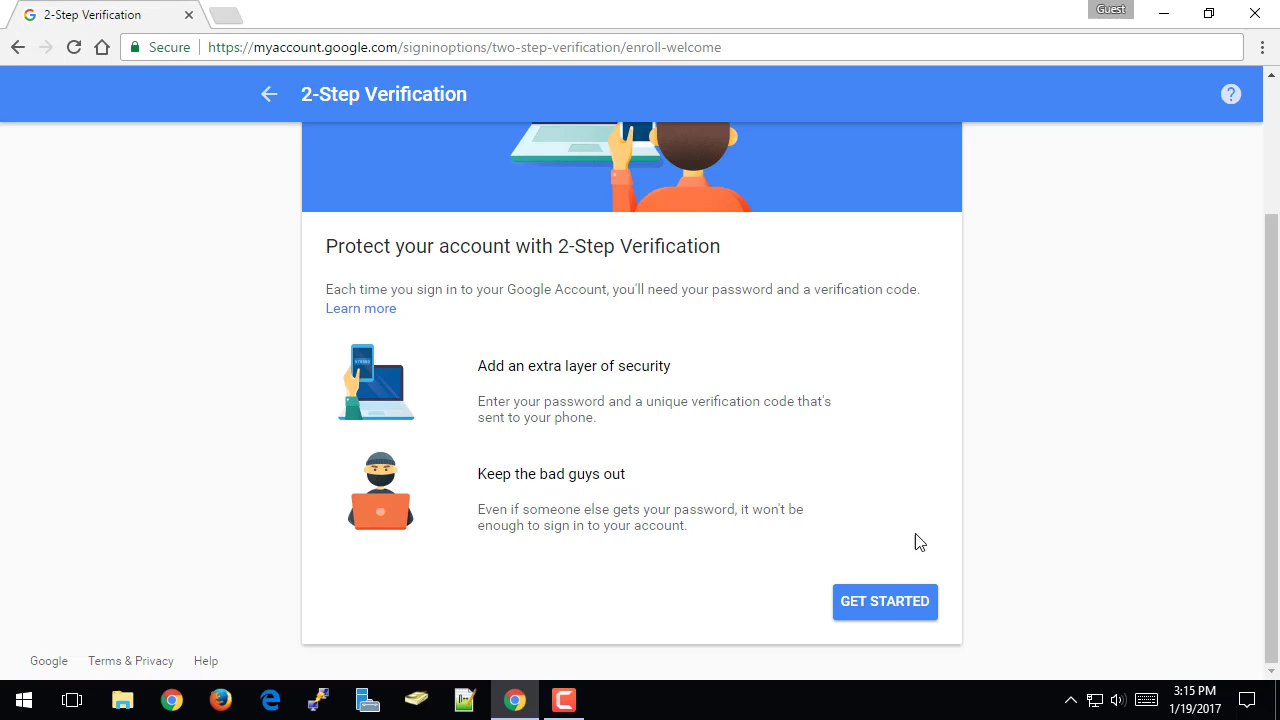 2-Step Verification
Guest
Secure
https://myaccount.google.com/signinoptions/two-step-verification/enroll-welcome
2-Step Verification
?
Protect your account with 2-Step Verification
Each time you sign in to your Google Account, you'll need your password and a verification code.
Learn more
Add an extra layer of security
Enter your password and a unique verification code that's
sent to your phone.
Keep the bad guys out
Even if someone else gets your password, it won't be
enough to sign in to your account.
GET STARTED
Google Terms & Privacy Help
3:15 PM
1/19/2017